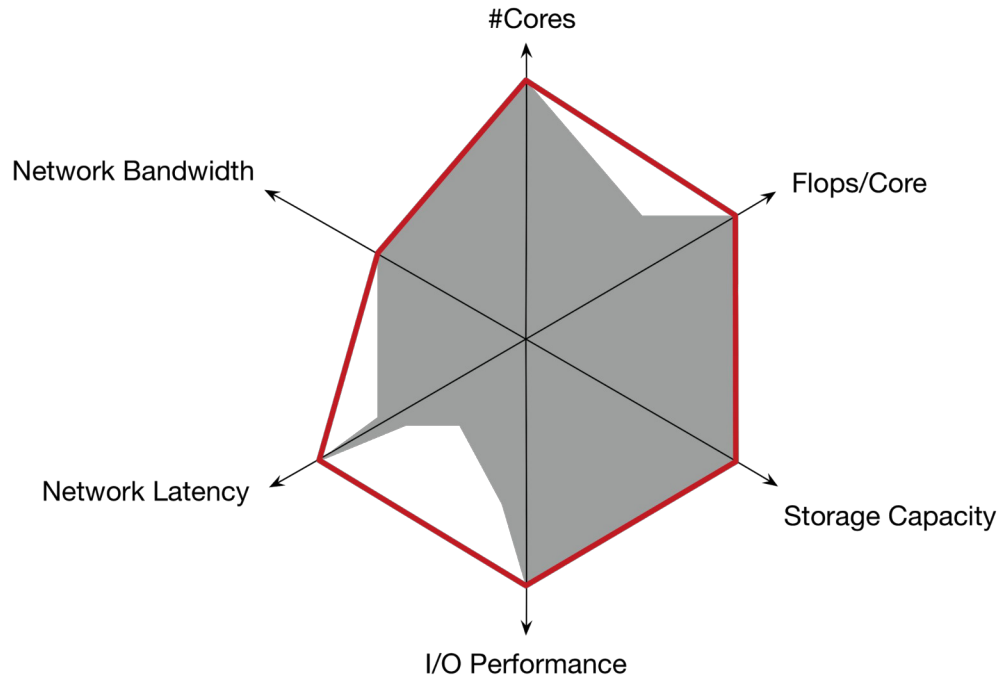 #Cores
Network Bandwidth
Flops/Core
Network Latency
Storage Capacity
I/O Performance